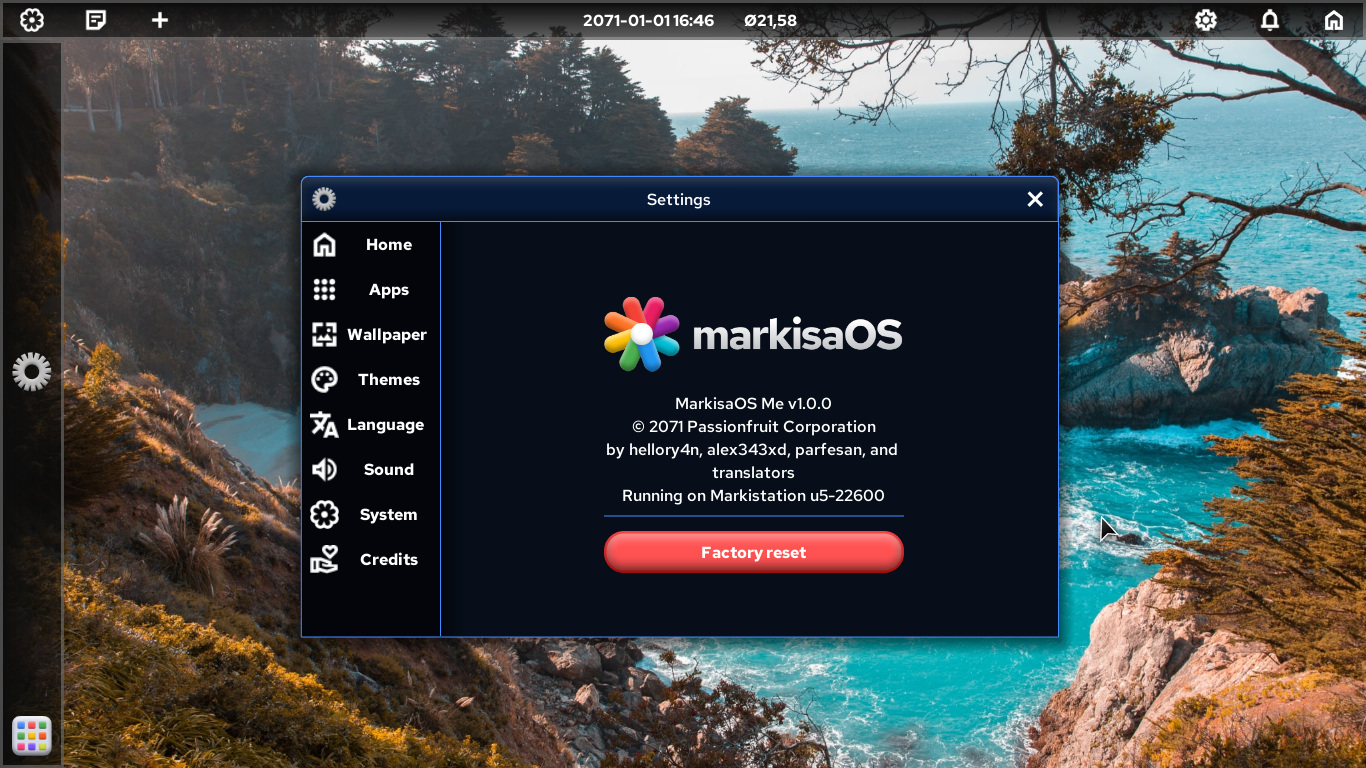 2071-01-01 16:46 Ø21,58
Settings
Home
Apps
Wallpaper
Themes
Language
Sound
System
Credits
markisaOS
MarkisaOS Me v1.0.0
© 2071 Passionfruit Corporation
by hellory4n, alex343xd, parfesan, and
translators
Running on Markistation u5-22600
Factory reset